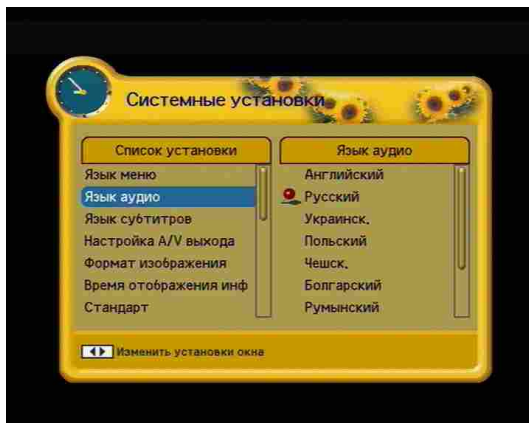 Системные установки
Список установки
Язык меню
Язык аудио
Язык субтитров
Настройка A/V выхода
Формат изображения
Время отображения инф
Стандарт
Язык аудио
Английский
Русский
Украинск.
Польский
Чешск.
Болгарский
Румынский
Изменить установки окна